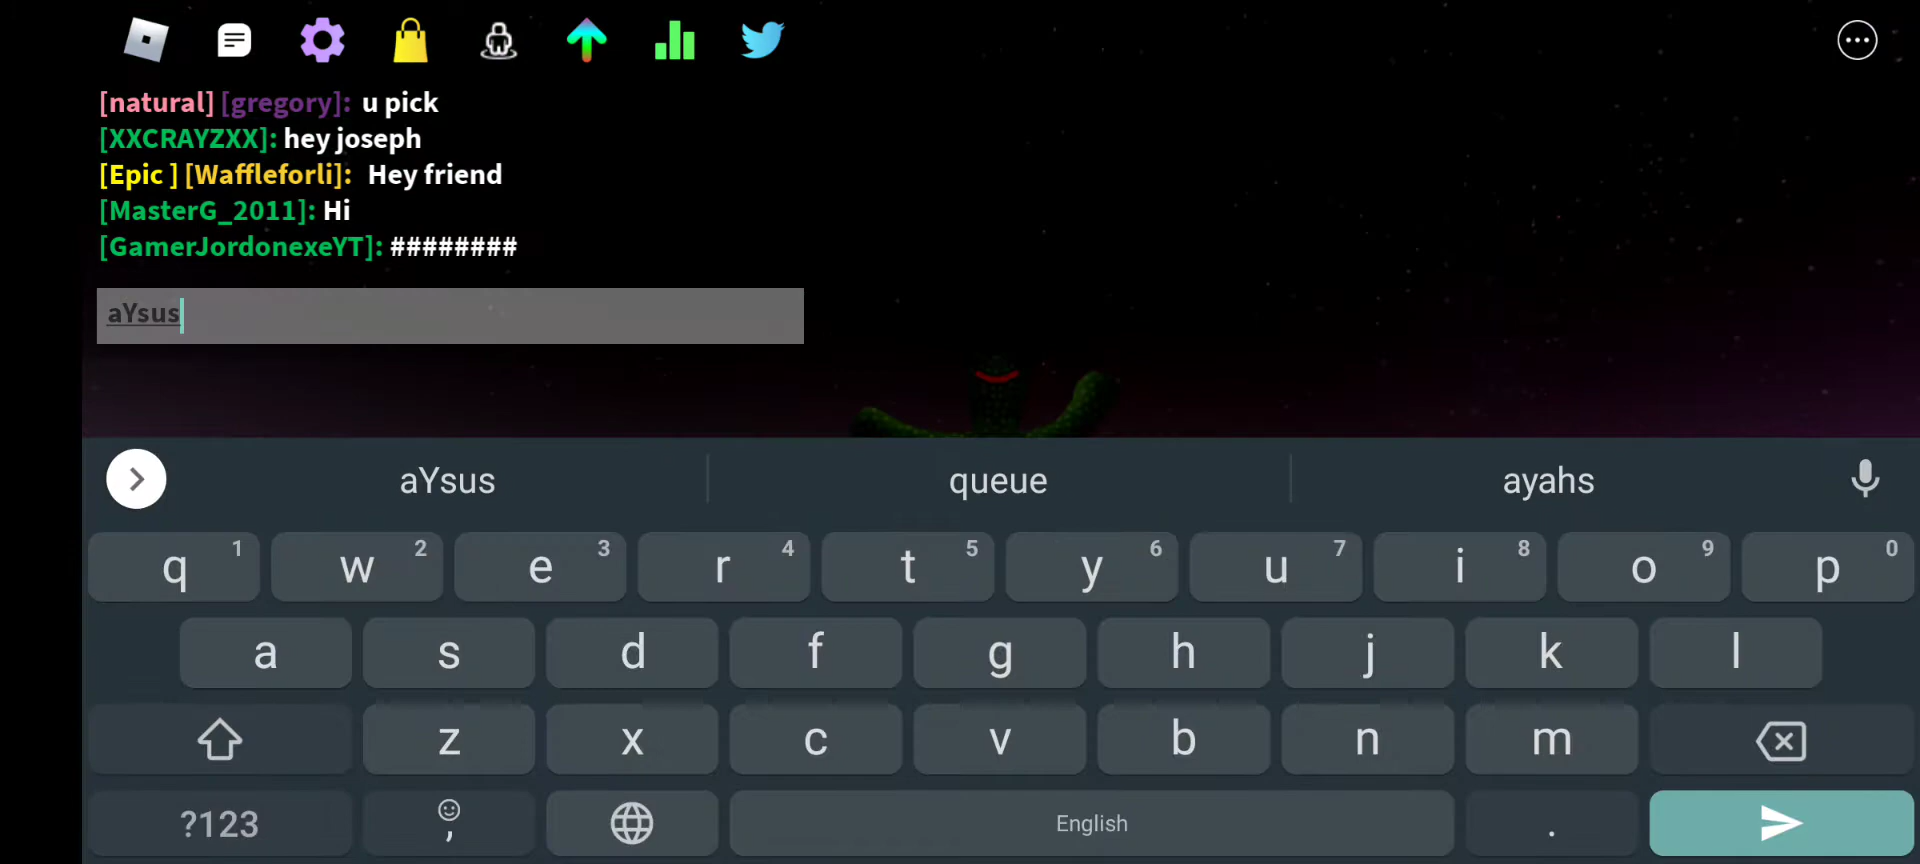 [natural] [gregory]: u pick
[XXCRAYZXX]: hey joseph
[Epic ] [Waffleforli]: Hey friend
[MasterG_2011]: Hi
[GamerJordonexeYT]: ########
aYsus
aYsus queue ayahs
q 1 w 2 e 3 r 4 t 5 y 6 u 7 i 8 o 9 p 0
a s d f g h j k l
z x c v b n m
?123 , English .